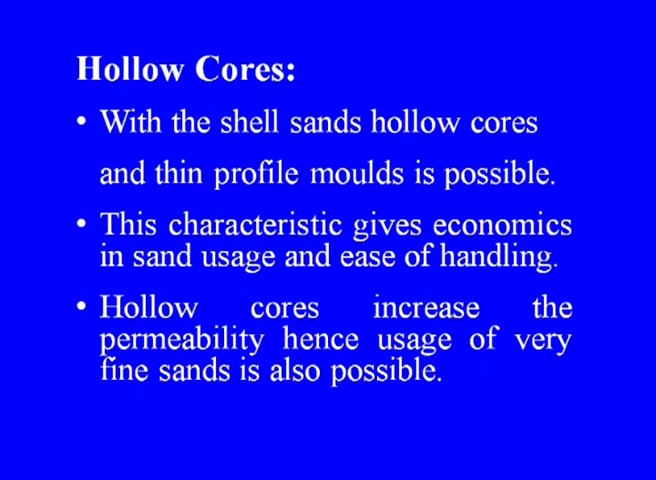 Hollow Cores:
• With the shell sands hollow cores
and thin profile moulds is possible.
• This characteristic gives economics
in sand usage and ease of handling.
• Hollow cores increase the
permeability hence usage of very
fine sands is also possible.